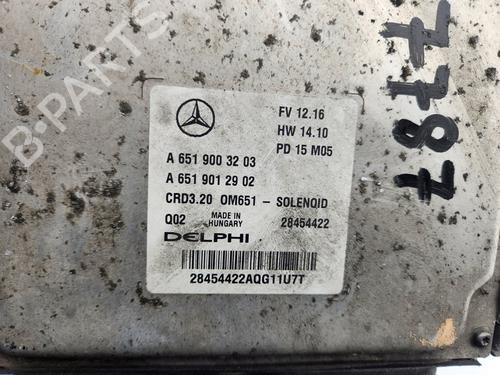 B-PARTS
FV 12.16
HW 14.10
PD 15 M05
A 651 900 32 03
A 651 901 29 02
CRD3.20 OM651 - SOLENOID
Q02 MADE IN HUNGARY 28454422
DELPHI
28454422AQG11U7T